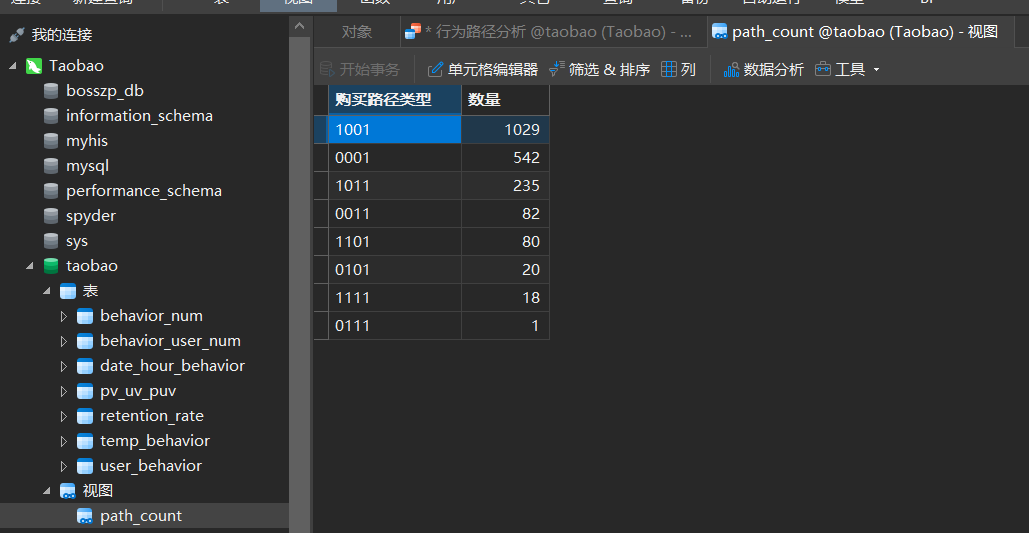 对象
* 行为路径分析 @taobao (Taobao) - ...
path_count @taobao (Taobao) - 视图
开始事务
单元格编辑器
筛选 & 排序
列
数据分析
工具
我的连接
Taobao
bosszp_db
information_schema
myhis
mysql
performance_schema
spyder
sys
taobao
表
behavior_num
behavior_user_num
date_hour_behavior
pv_uv_puv
retention_rate
temp_behavior
user_behavior
视图
path_count
购买路径类型 数量
1001 1029
0001 542
1011 235
0011 82
1101 80
0101 20
1111 18
0111 1